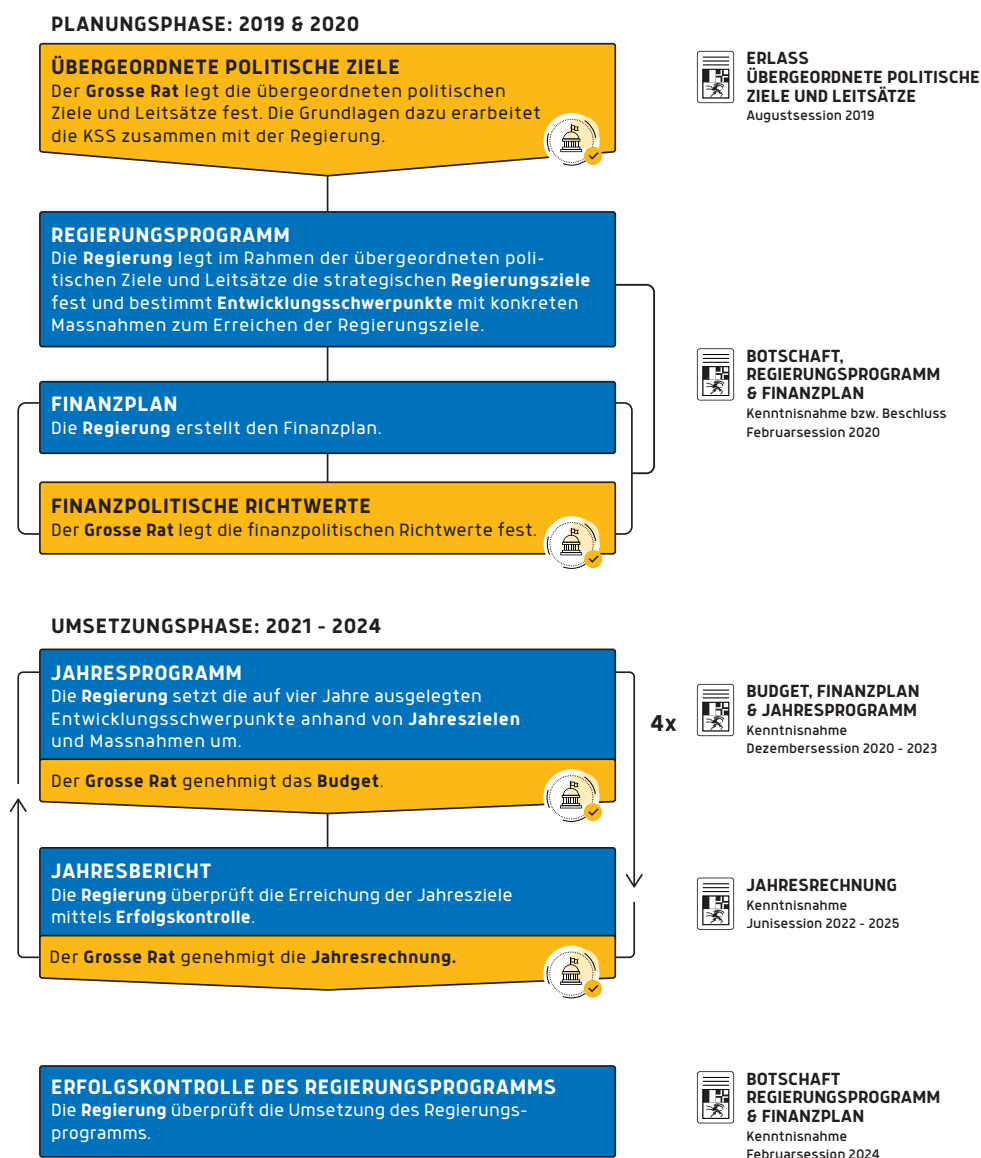 PLANUNGSPHASE: 2019 & 2020
ÜBERGEORDNETE POLITISCHE ZIELE
Der Grosse Rat legt die übergeordneten politischen
Ziele und Leitsätze fest. Die Grundlagen dazu erarbeitet
die KSS zusammen mit der Regierung.
ERLASS
ÜBERGEORDNETE POLITISCHE
ZIELE UND LEITSÄTZE
Augustsession 2019
REGIERUNGSPROGRAMM
Die Regierung legt im Rahmen der übergeordneten poli-
tischen Ziele und Leitsätze die strategischen Regierungsziele
fest und bestimmt Entwicklungsschwerpunkte mit konkreten
Massnahmen zum Erreichen der Regierungsziele.
BOTSCHAFT,
REGIERUNGSPROGRAMM
& FINANZPLAN
Kenntnisnahme bzw. Beschluss
Februarsession 2020
FINANZPLAN
Die Regierung erstellt den Finanzplan.
FINANZPOLITISCHE RICHTWERTE
Der Grosse Rat legt die finanzpolitischen Richtwerte fest.
UMSETZUNGSPHASE: 2021 - 2024
JAHRESPROGRAMM
Die Regierung setzt die auf vier Jahre ausgelegten
Entwicklungsschwerpunkte anhand von Jahreszielen
und Massnahmen um.
Der Grosse Rat genehmigt das Budget.
4x
BUDGET, FINANZPLAN
& JAHRESPROGRAMM
Kenntnisnahme
Dezembersession 2020 - 2023
JAHRESBERICHT
Die Regierung überprüft die Erreichung der Jahresziele
mittels Erfolgskontrolle.
Der Grosse Rat genehmigt die Jahresrechnung.
JAHRESRECHNUNG
Kenntnisnahme
Junisession 2022 - 2025
ERFOLGSKONTROLLE DES REGIERUNGSPROGRAMMS
Die Regierung überprüft die Umsetzung des Regierungs-
programms.
BOTSCHAFT
REGIERUNGSPROGRAMM
& FINANZPLAN
Kenntnisnahme
Februarsession 2024